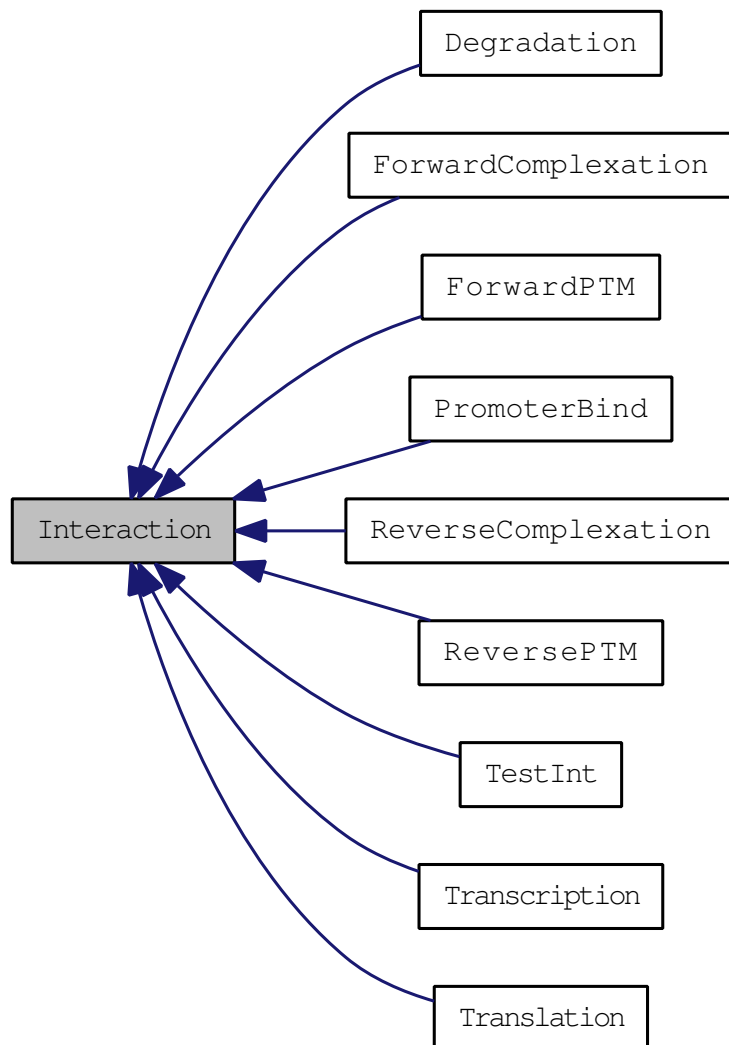 Degradation
ForwardComplexation
ForwardPTM
PromoterBind
Interaction
ReverseComplexation
ReversePTM
TestInt
Transcription
Translation